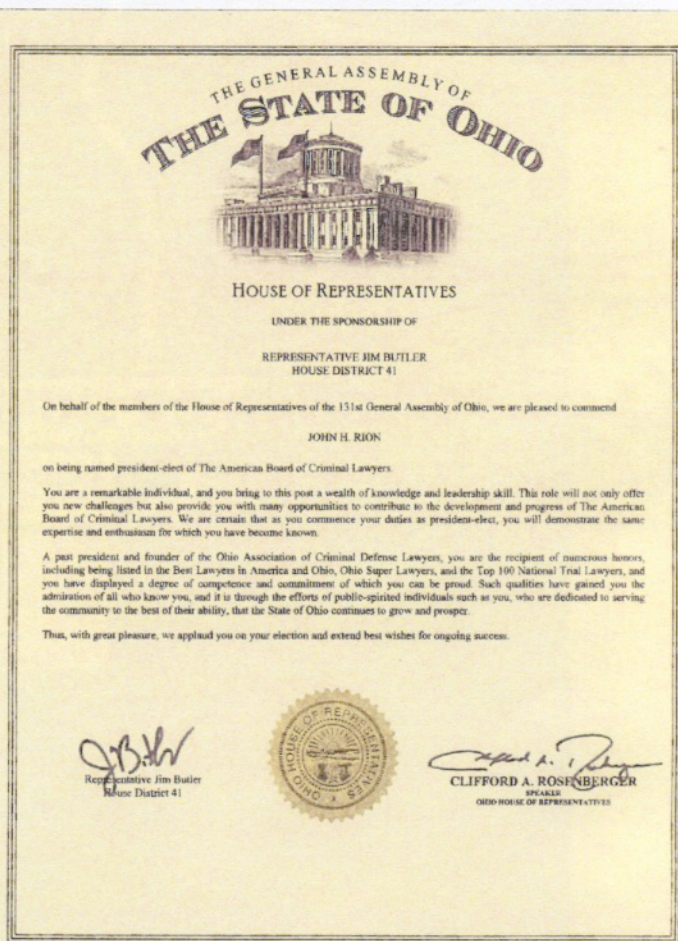 THE GENERAL ASSEMBLY OF
THE STATE OF OHIO
HOUSE OF REPRESENTATIVES
UNDER THE SPONSORSHIP OF
REPRESENTATIVE JIM BUTLER
HOUSE DISTRICT 41
On behalf of the members of the House of Representatives of the 131st General Assembly of Ohio, we are pleased to commend
JOHN H. RION
on being named president-elect of The American Board of Criminal Lawyers.
You are a remarkable individual, and you bring to this post a wealth of knowledge and leadership skill. This role will not only offer
you new challenges but also provide you with many opportunities to contribute to the development and progress of The American
Board of Criminal Lawyers. We are certain that as you commence your duties as president-elect, you will demonstrate the same
expertise and enthusiasm for which you have become known.
A past president and founder of the Ohio Association of Criminal Defense Lawyers, you are the recipient of numerous honors,
including being listed in the Best Lawyers in America and Ohio, Ohio Super Lawyers, and the Top 100 National Trial Lawyers, and
you have displayed a degree of competence and commitment of which you can be proud. Such qualities have gained you the
admiration of all who know you, and it is through the efforts of public-spirited individuals such as you, who are dedicated to serving
the community to the best of their ability, that the State of Ohio continues to grow and prosper.
Thus, with great pleasure, we applaud you on your election and extend best wishes for ongoing success.
Representative Jim Butler
House District 41
OHIO HOUSE OF REPRESENTATIVES
CLIFFORD A. ROSENBERGER
SPEAKER
OHIO HOUSE OF REPRESENTATIVES